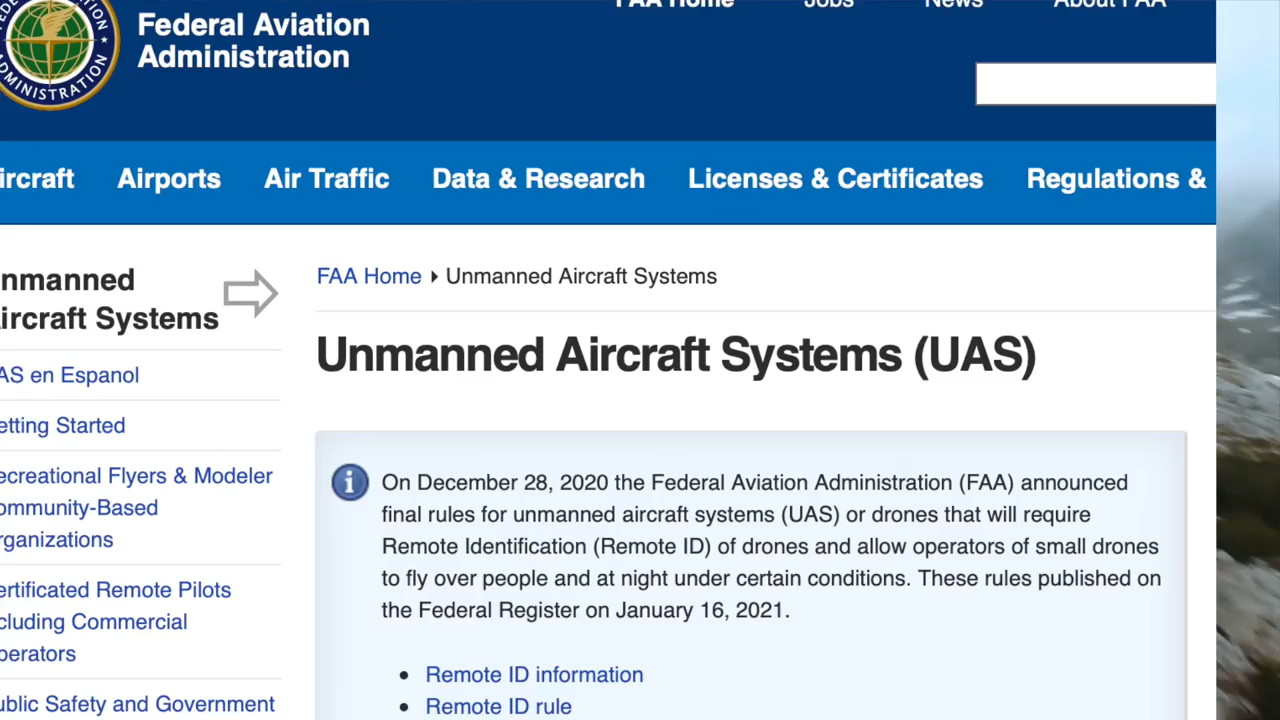 FAA Home Jobs News About FAA
Federal Aviation
Administration
ADMINISTRATION
ircraft Airports Air Traffic Data & Research Licenses & Certificates Regulations &
nmanned
ircraft Systems
AS en Espanol
etting Started
ecreational Flyers & Modeler
ommunity-Based
rganizations
ertificated Remote Pilots
cluding Commercial
perators
ublic Safety and Government
FAA Home Unmanned Aircraft Systems
Unmanned Aircraft Systems (UAS)
On December 28, 2020 the Federal Aviation Administration (FAA) announced
final rules for unmanned aircraft systems (UAS) or drones that will require
Remote Identification (Remote ID) of drones and allow operators of small drones
to fly over people and at night under certain conditions. These rules published on
the Federal Register on January 16, 2021.
Remote ID information
Remote ID rule